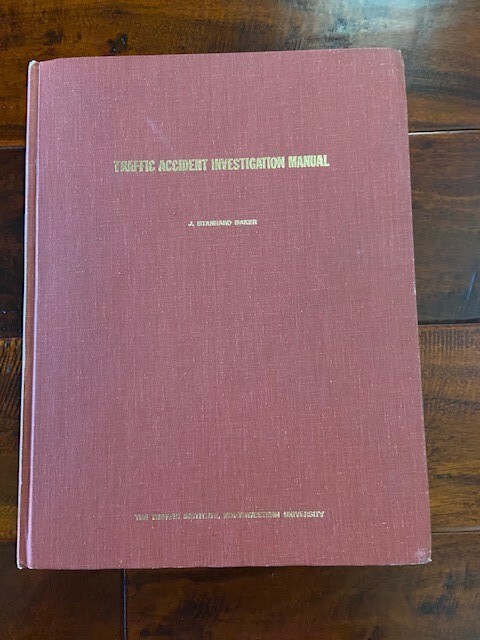 TRAFFIC ACCIDENT INVESTIGATION MANUAL
J. STANNARD BAKER
THE TRAFFIC INSTITUTE, NORTHWESTERN UNIVERSITY